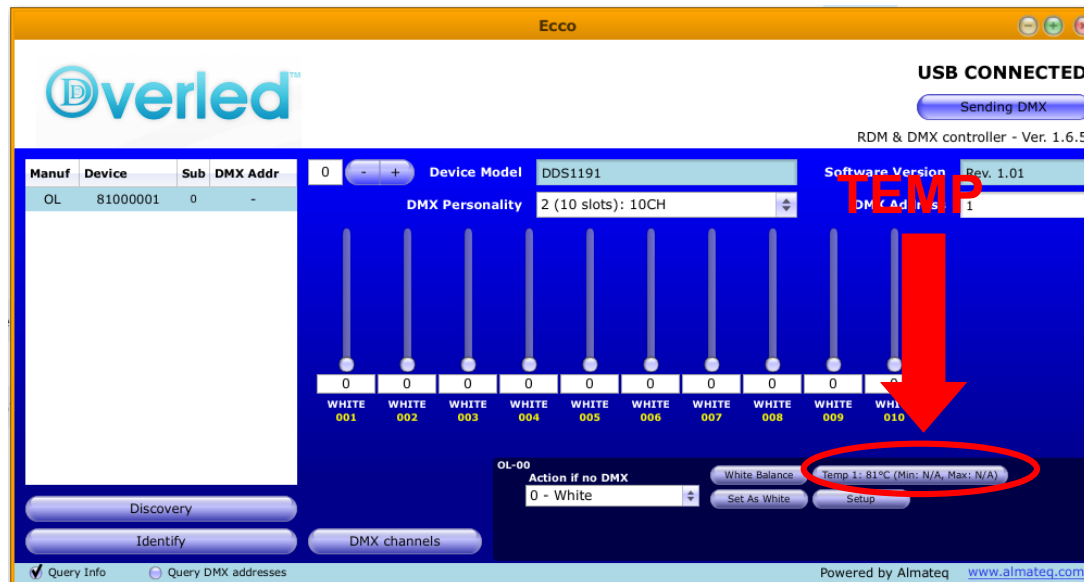 Ecco
Dverled™
USB CONNECTED
Sending DMX
RDM & DMX controller - Ver. 1.6.5
Manuf Device Sub DMX Addr
OL 81000001 0 -
0 - + Device Model DDS1191 Software Version Rev. 1.01
DMX Personality 2 (10 slots): 10CH DMX Address 1
TEMP
0 0 0 0 0 0 0 0 0 0
WHITE WHITE WHITE WHITE WHITE WHITE WHITE WHITE WHITE WHITE
001 002 003 004 005 006 007 008 009 010
OL-00
Action if no DMX
0 - White
White Balance Temp 1: 81°C (Min: N/A, Max: N/A)
Set As White Setup
Discovery
Identify DMX channels
Query Info Query DMX addresses Powered by Almateq www.almateq.com